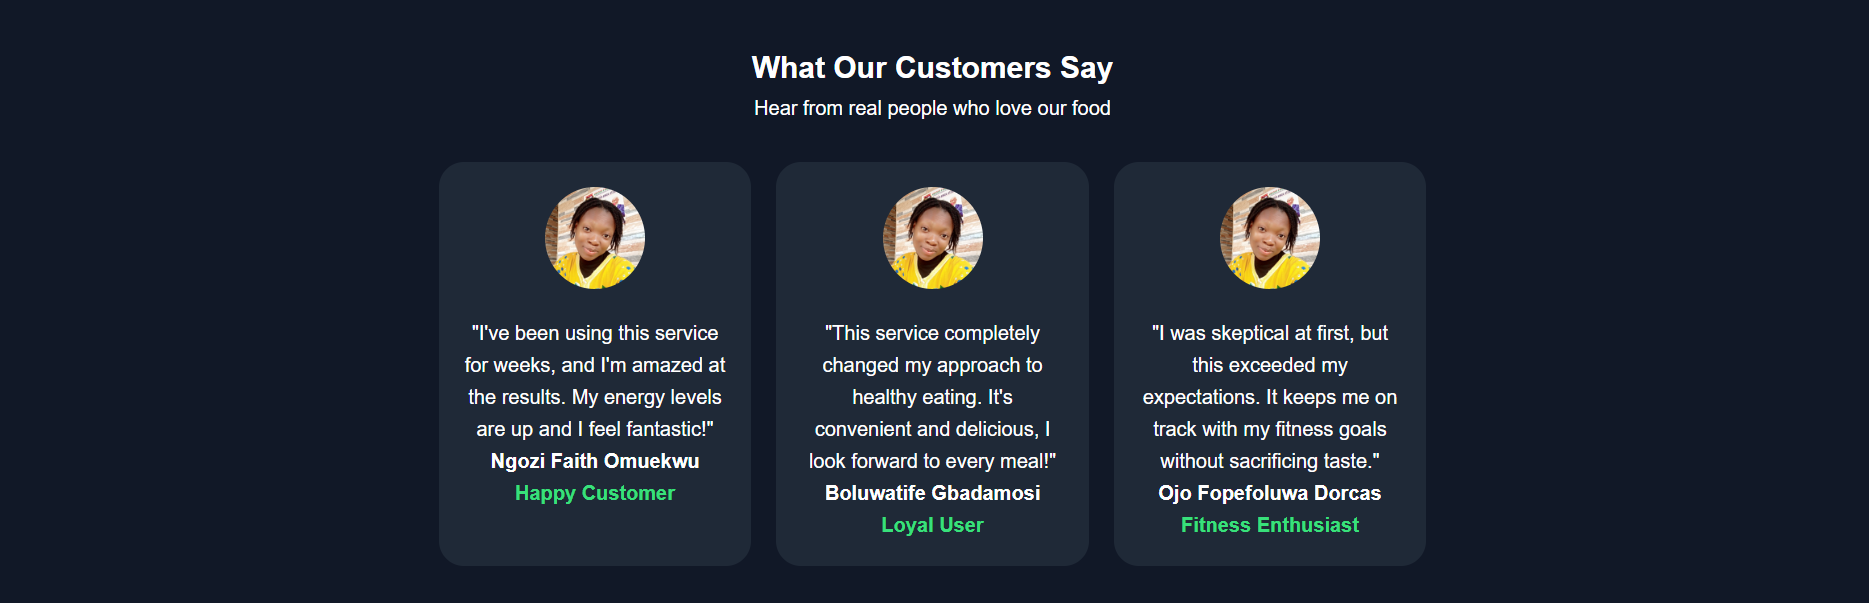 What Our Customers Say
Hear from real people who love our food
"I've been using this service
for weeks, and I'm amazed at
the results. My energy levels
are up and I feel fantastic!"
Ngozi Faith Omuekwu
Happy Customer
"This service completely
changed my approach to
healthy eating. It's
convenient and delicious, I
look forward to every meal!"
Boluwatife Gbadamosi
Loyal User
"I was skeptical at first, but
this exceeded my
expectations. It keeps me on
track with my fitness goals
without sacrificing taste."
Ojo Fopefoluwa Dorcas
Fitness Enthusiast